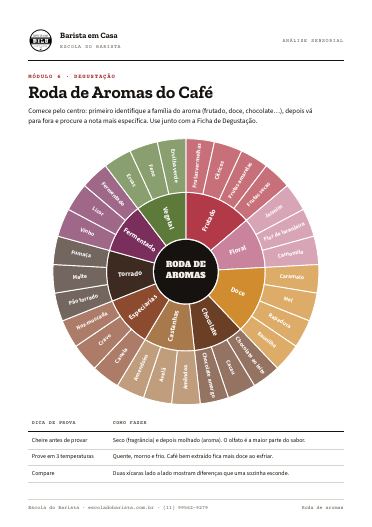 Barista em Casa
ESCOLA DO BARISTA
ANÁLISE SENSORIAL
MÓDULO 6 · DEGUSTAÇÃO
Roda de Aromas do Café
Comece pelo centro: primeiro identifique a família do aroma (frutado, doce, chocolate…), depois vá
para fora e procure a nota mais específica. Use junto com a Ficha de Degustação.
RODA DE
AROMAS
Frutado
Floral
Doce
Chocolate
Castanhas
Especiarias
Torrado
Fermentado
Vegetal
Frutas vermelhas
Cítricos
Frutas amarelas
Frutas secas
Jasmim
Flor de laranjeira
Camomila
Caramelo
Mel
Rapadura
Baunilha
Chocolate ao leite
Cacau
Chocolate amargo
Amêndoa
Avelã
Amendoim
Canela
Cravo
Noz-moscada
Pão torrado
Malte
Fumaça
Vinho
Licor
Fermentado
Ervas
Feno
Ervilha verde
DICA DE PROVA
COMO FAZER
Cheire antes de provar
Seco (fragrância) e depois molhado (aroma). O olfato é a maior parte do sabor.
Prove em 3 temperaturas
Quente, morno e frio. Café bem extraído fica mais doce ao esfriar.
Compare
Duas xícaras lado a lado mostram diferenças que uma sozinha esconde.
Escola do Barista · escoladobarista.com.br · (11) 99562-9279
Roda de aromas